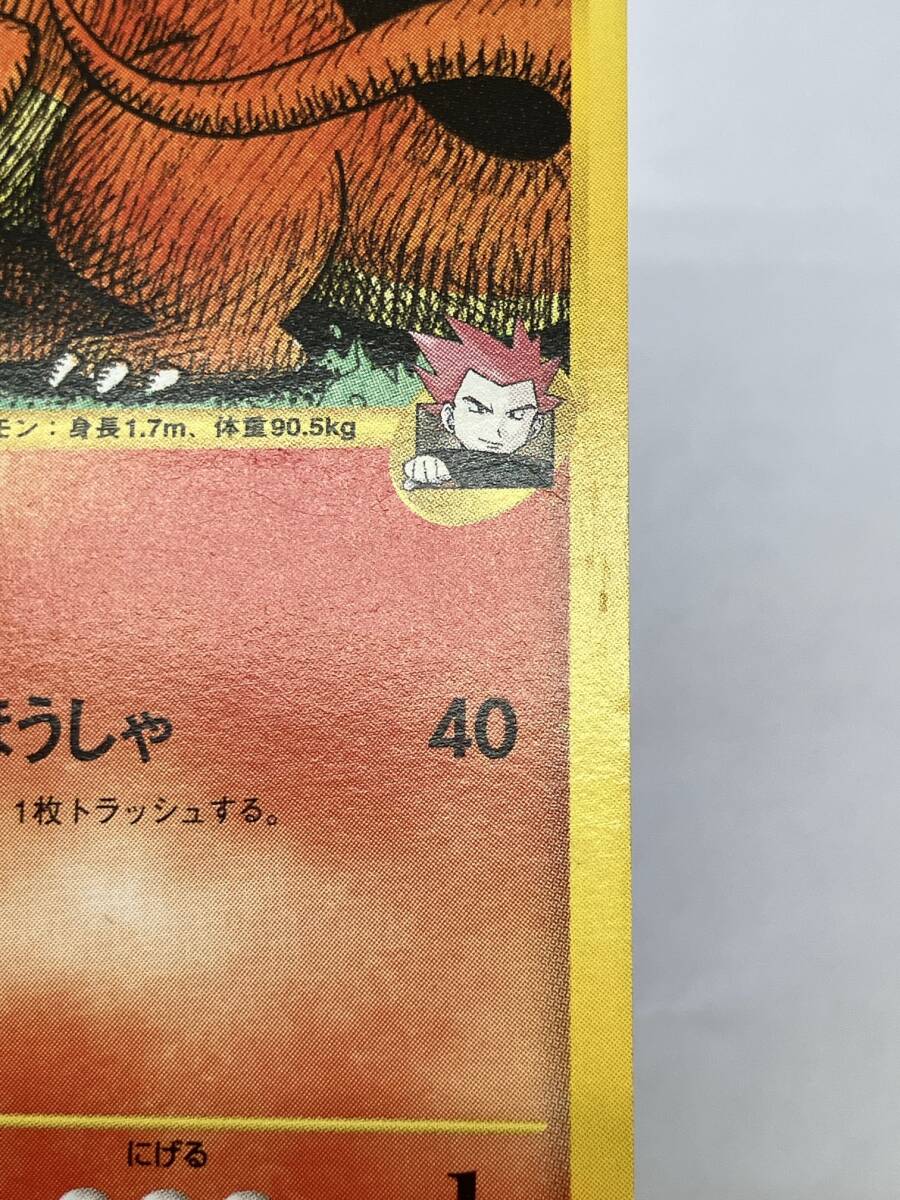 モン：身長1.7m、体重90.5kg
ほうしゃ 40
1枚トラッシュする。
にげる